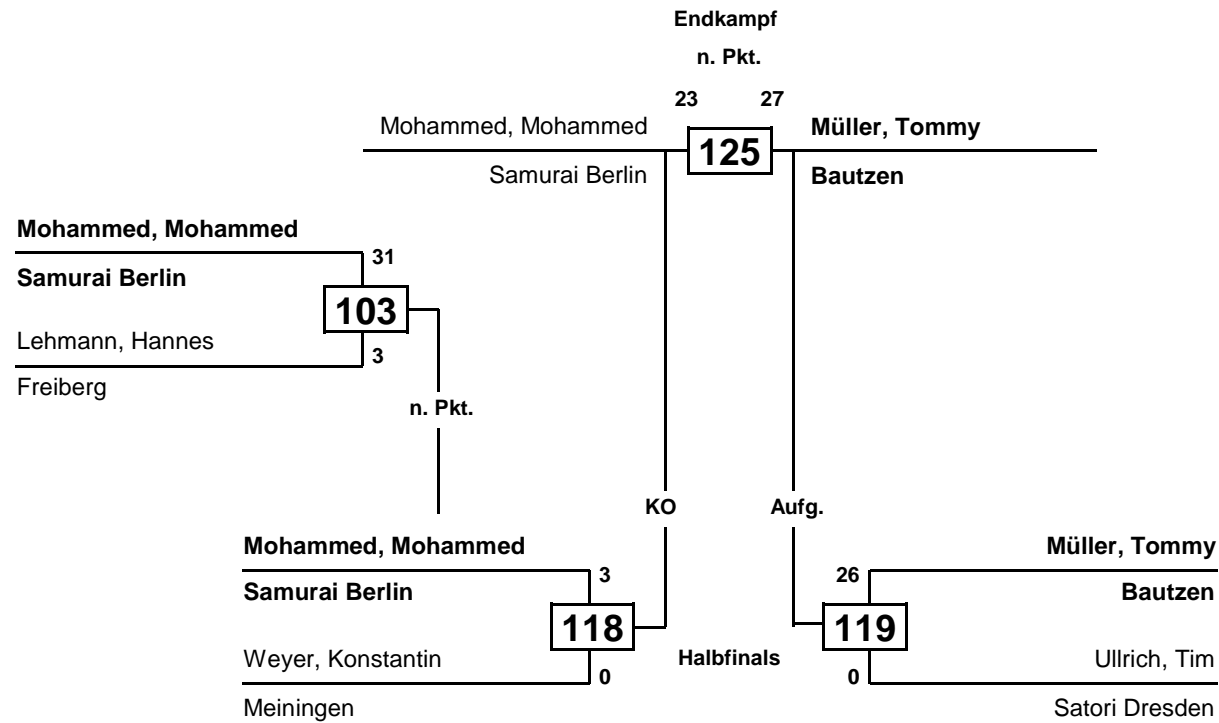 Endkampf
n. Pkt.
23 27
Mohammed, Mohammed 125 Müller, Tommy
Samurai Berlin Bautzen
Mohammed, Mohammed
31
Samurai Berlin
103
Lehmann, Hannes
3
Freiberg
n. Pkt.
KO Aufg.
Mohammed, Mohammed Müller, Tommy
3 26
Samurai Berlin Bautzen
118 119
Weyer, Konstantin Halbfinals Ullrich, Tim
0 0
Meiningen Satori Dresden